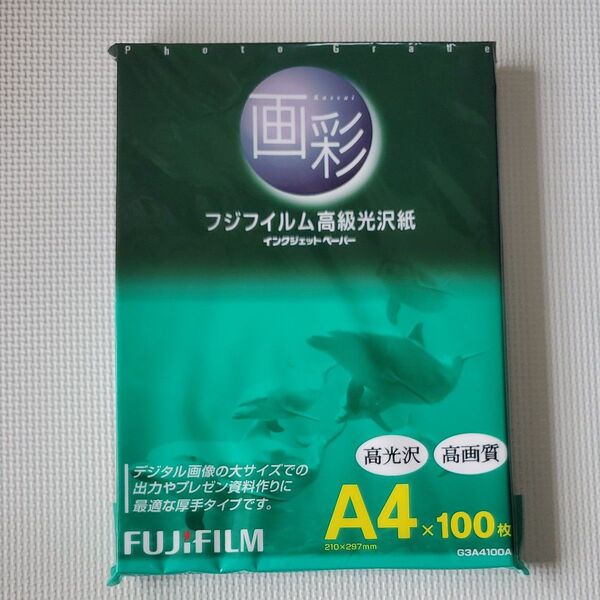 Photo Grade
Kassai
画彩
フジフイルム高級光沢紙
インクジェットペーパー
高光沢
高画質
デジタル画像の大サイズでの
出力やプレゼン資料作りに
最適な厚手タイプです。
A4×100枚
210×297mm
FUJIFILM
G3A4100A